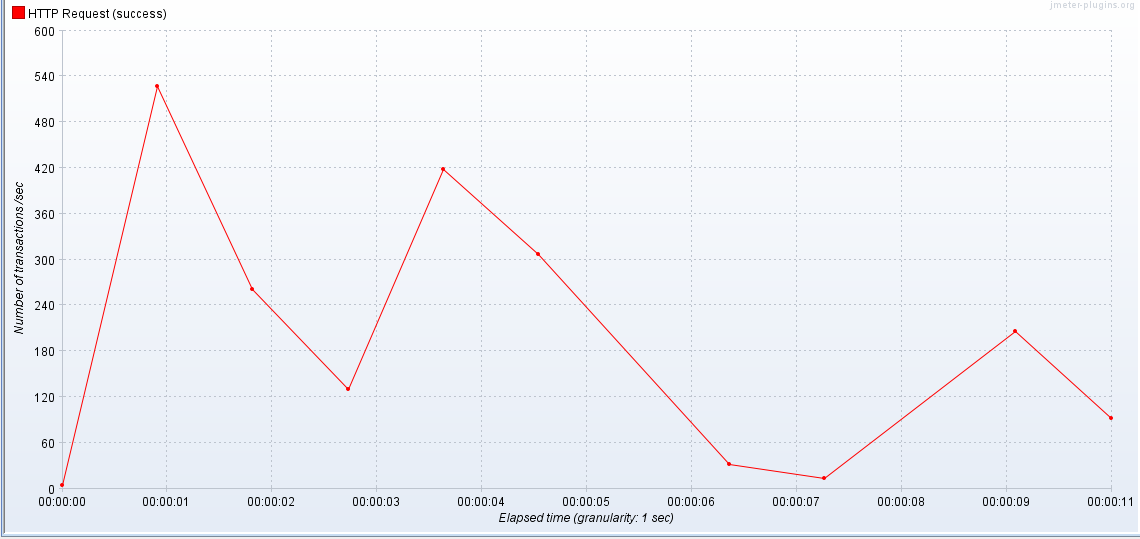 jmeter-plugins.org
HTTP Request (success)
600
540
480
420
360
300
240
180
120
60
0
Number of transactions /sec
00:00:00 00:00:01 00:00:02 00:00:03 00:00:04 00:00:05 00:00:06 00:00:07 00:00:08 00:00:09 00:00:11
Elapsed time (granularity: 1 sec)